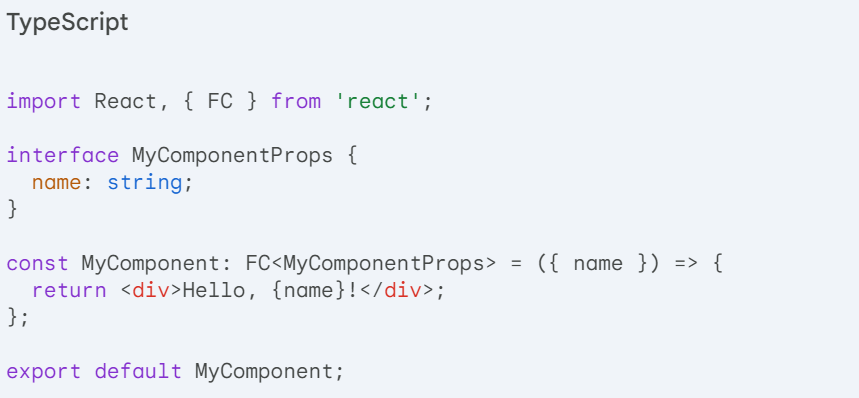 TypeScript
import React, { FC } from 'react';
interface MyComponentProps {
  name: string;
}
const MyComponent: FC<MyComponentProps> = ({ name }) => {
  return <div>Hello, {name}!</div>;
};
export default MyComponent;